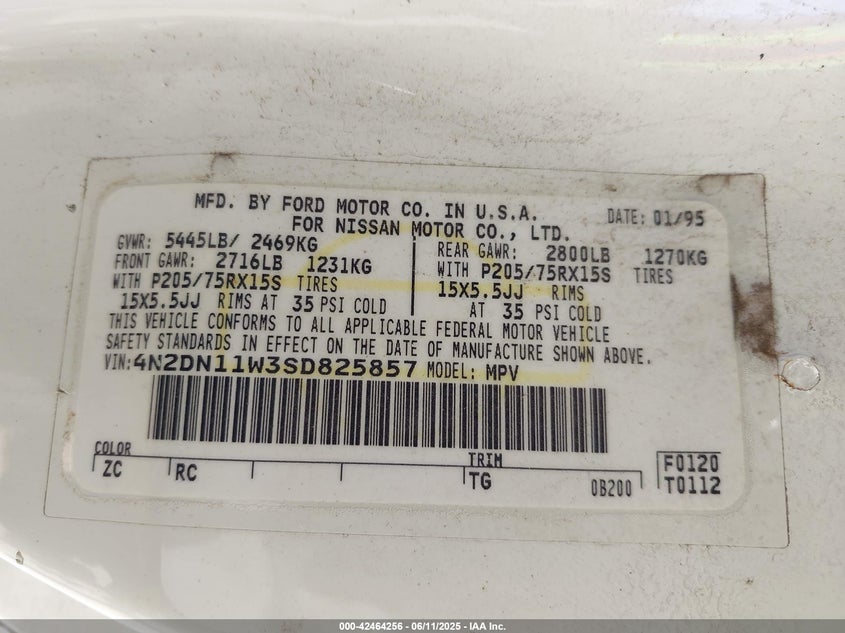 MFD. BY FORD MOTOR CO. IN U.S.A.
FOR NISSAN MOTOR CO., LTD.
DATE: 01/95
GVWR: 5445LB/ 2469KG
FRONT GAWR: 2716LB 1231KG
WITH P205/75RX15S TIRES
15X5.5JJ RIMS AT 35 PSI COLD
REAR GAWR: 2800LB 1270KG
WITH P205/75RX15S TIRES
15X5.5JJ RIMS
AT 35 PSI COLD
THIS VEHICLE CONFORMS TO ALL APPLICABLE FEDERAL MOTOR VEHICLE
SAFETY STANDARDS IN EFFECT ON THE DATE OF MANUFACTURE SHOWN ABOVE.
VIN: 4N2DN11W3SD825857 MODEL: MPV
COLOR TRIM
ZC RC TG 0B200
F0120
T0112
000-42464256 - 06/11/2025 - IAA Inc.